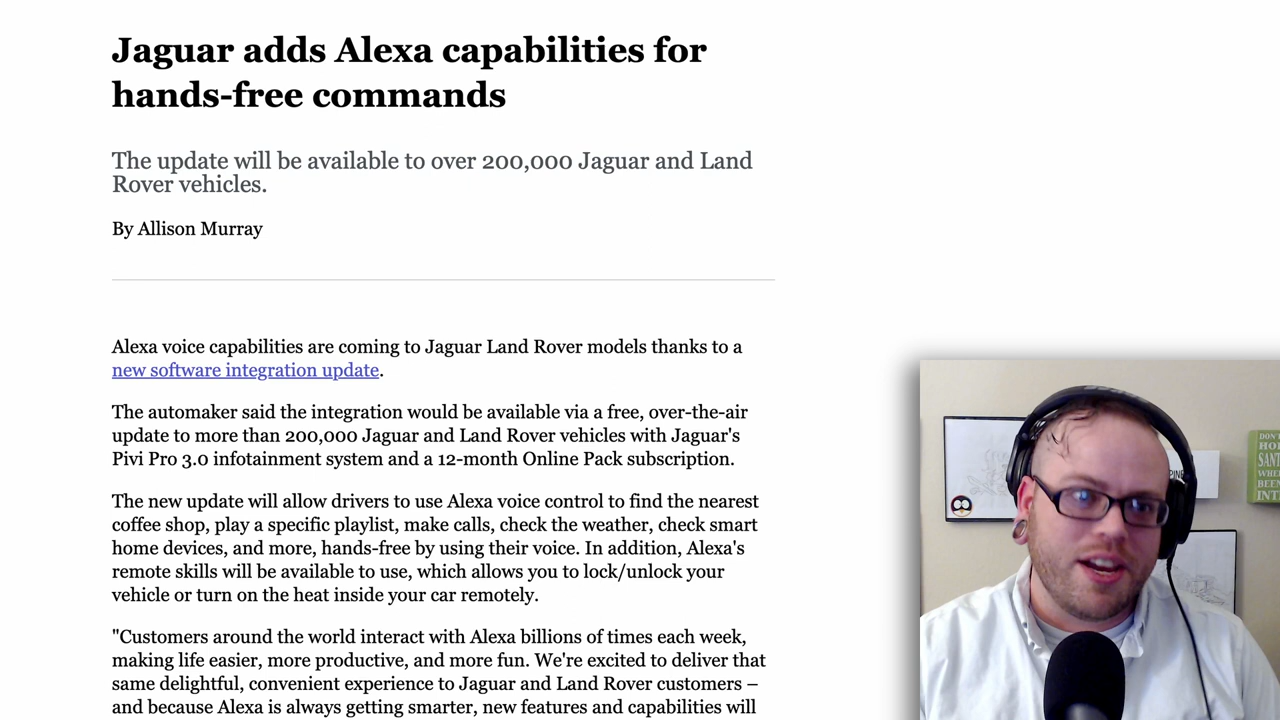 Jaguar adds Alexa capabilities for
hands-free commands
The update will be available to over 200,000 Jaguar and Land
Rover vehicles.
By Allison Murray
Alexa voice capabilities are coming to Jaguar Land Rover models thanks to a
new software integration update.
The automaker said the integration would be available via a free, over-the-air
update to more than 200,000 Jaguar and Land Rover vehicles with Jaguar's
Pivi Pro 3.0 infotainment system and a 12-month Online Pack subscription.
The new update will allow drivers to use Alexa voice control to find the nearest
coffee shop, play a specific playlist, make calls, check the weather, check smart
home devices, and more, hands-free by using their voice. In addition, Alexa's
remote skills will be available to use, which allows you to lock/unlock your
vehicle or turn on the heat inside your car remotely.
"Customers around the world interact with Alexa billions of times each week,
making life easier, more productive, and more fun. We're excited to deliver that
same delightful, convenient experience to Jaguar and Land Rover customers –
and because Alexa is always getting smarter, new features and capabilities will